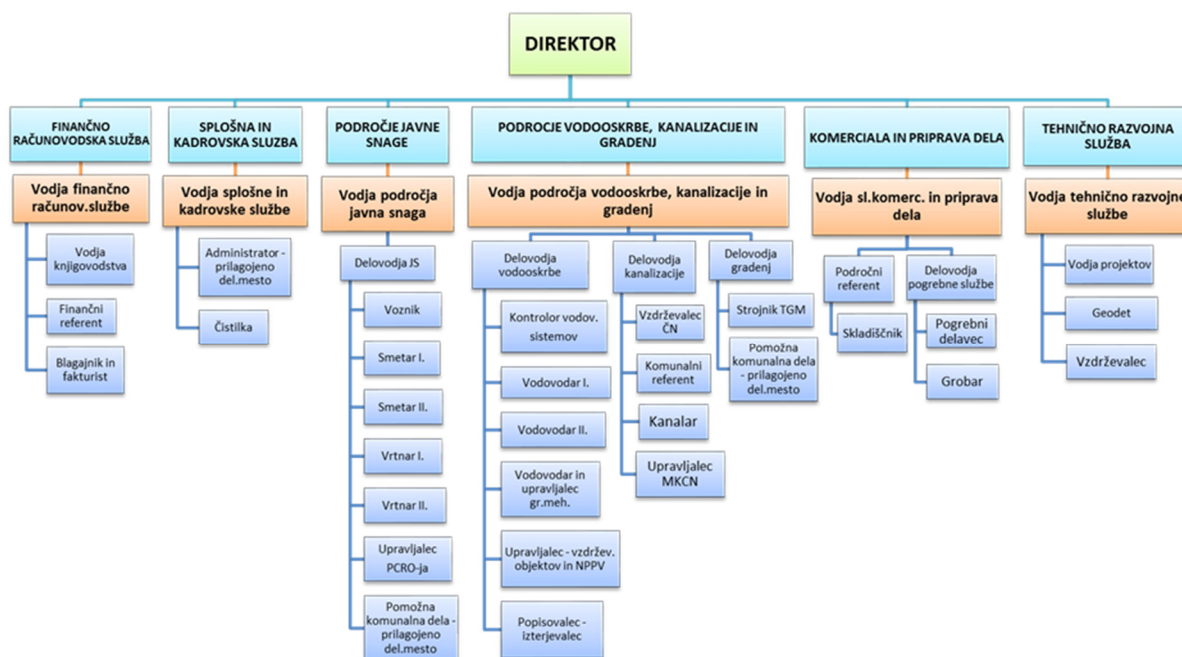 DIREKTOR
FINANČNO
RAČUNOVODSKA SLUŽBA
Vodja finančno
računov.službe
Vodja
knjigovodstva
Finančni
referent
Blagajnik in
fakturist
SPLOŠNA IN
KADROVSKA SLUZBA
Vodja splošne in
kadrovske službe
Administrator -
prilagojeno
del.mesto
Čistilka
PODROČJE JAVNE
SNAGE
Vodja področja
javna snaga
Delovodja JS
Voznik
Smetar I.
Smetar II.
Vrtnar I.
Vrtnar II.
Upravljalec
PCRO-ja
Pomožna
komunalna dela -
prilagojeno
del.mesto
PODROCJE VODOOSKRBE, KANALIZACIJE IN
GRADENJ
Vodja področja vodooskrbe, kanalizacije in
gradenj
Delovodja
vodooskrbe
Kontrolor vodov.
sistemov
Vodovodar I.
Vodovodar II.
Vodovodar in
upravljalec
gr.meh.
Upravljalec - vzdržev.
objektov in NPPV
Popisovalec -
izterjevalec
Delovodja
kanalizacije
Vzdrževalec
ČN
Komunalni
referent
Kanalar
Upravljalec
MKCN
Delovodja
gradenj
Strojnik TGM
Pomožna
komunalna dela
- prilagojeno
del.mesto
KOMERCIALA IN PRIPRAVA DELA
Vodja sl.komerc. in priprava
dela
Področni
referent
Skladiščnik
Delovodja
pogrebne službe
Pogrebni
delavec
Grobar
TEHNIČNO RAZVOJNA
SLUŽBA
Vodja tehnično razvojne
službe
Vodja projektov
Geodet
Vzdrževalec